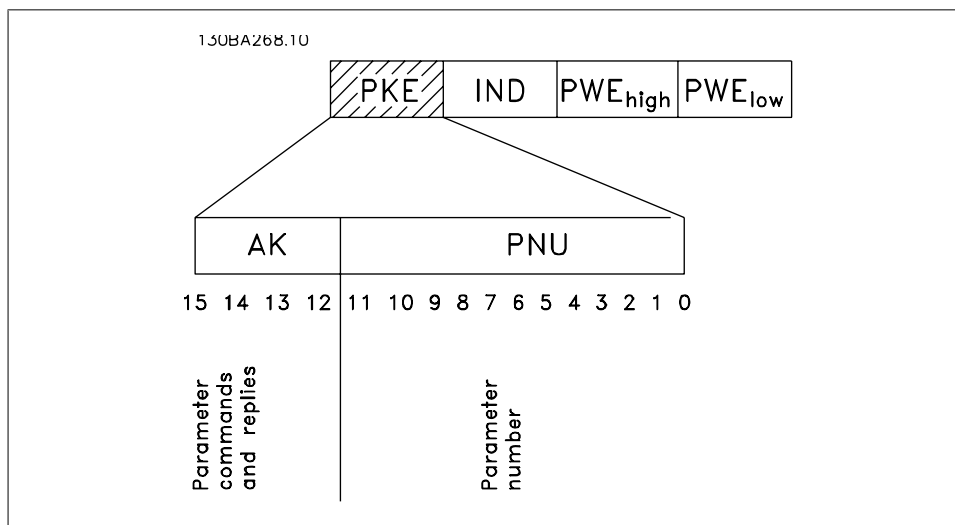 130BA268.10
PKE IND PWEhigh PWElow
AK PNU
15 14 13 12 11 10 9 8 7 6 5 4 3 2 1 0
Parameter
commands
and replies
Parameter
number